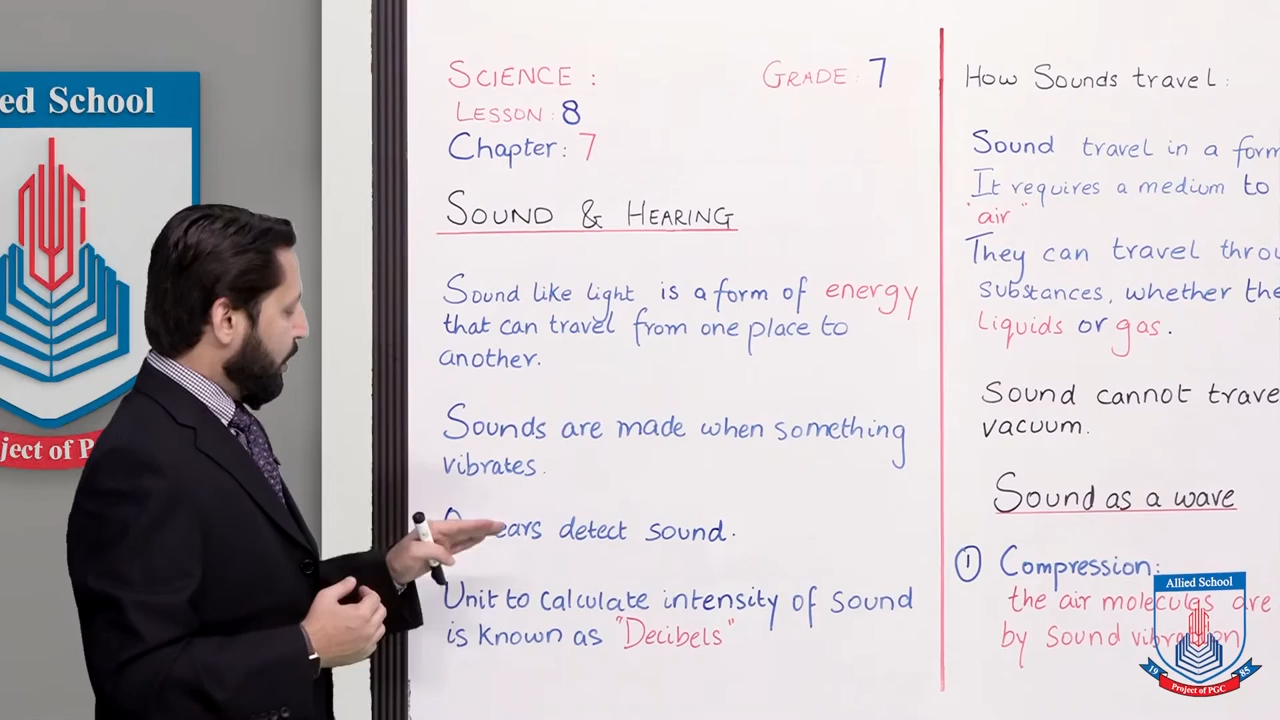 ed School
ject of P
SCIENCE :
GRADE: 7
LESSON: 8
Chapter: 7
SOUND & HEARING
Sound like light is a form of energy
that can travel from one place to
another.
Sounds are made when something
vibrates.
ears detect sound.
Unit to calculate intensity of sound
is known as "Decibels"
How Sounds travel:
Sound travel in a form
It requires a medium to
"air"
They can travel throu
substances, whether the
liquids or gas.
Sound cannot trave
vacuum.
Sound as a wave
① Compression:
the air molecules are
by sound vibration
Allied School
19 85
Project of PGC